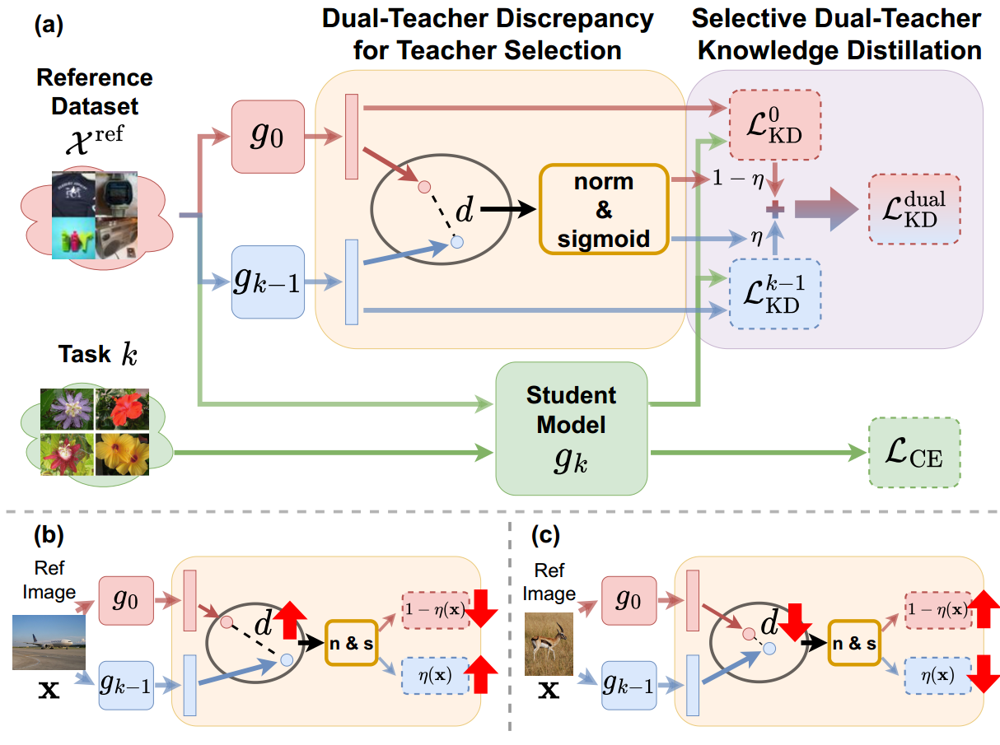 (a)
Dual-Teacher Discrepancy
for Teacher Selection
Selective Dual-Teacher
Knowledge Distillation
Reference
Dataset
𝒳^ref
g_0
g_{k−1}
d
norm
&
sigmoid
1 − η
+
η
ℒ^0_KD
ℒ^{k−1}_KD
ℒ^dual_KD
Task k
Student
Model
g_k
ℒ_CE
(b)
Ref
Image
x
g_0
g_{k−1}
d
n & s
1 − η(x)
η(x)
(c)
Ref
Image
x
g_0
g_{k−1}
d
n & s
1 − η(x)
η(x)